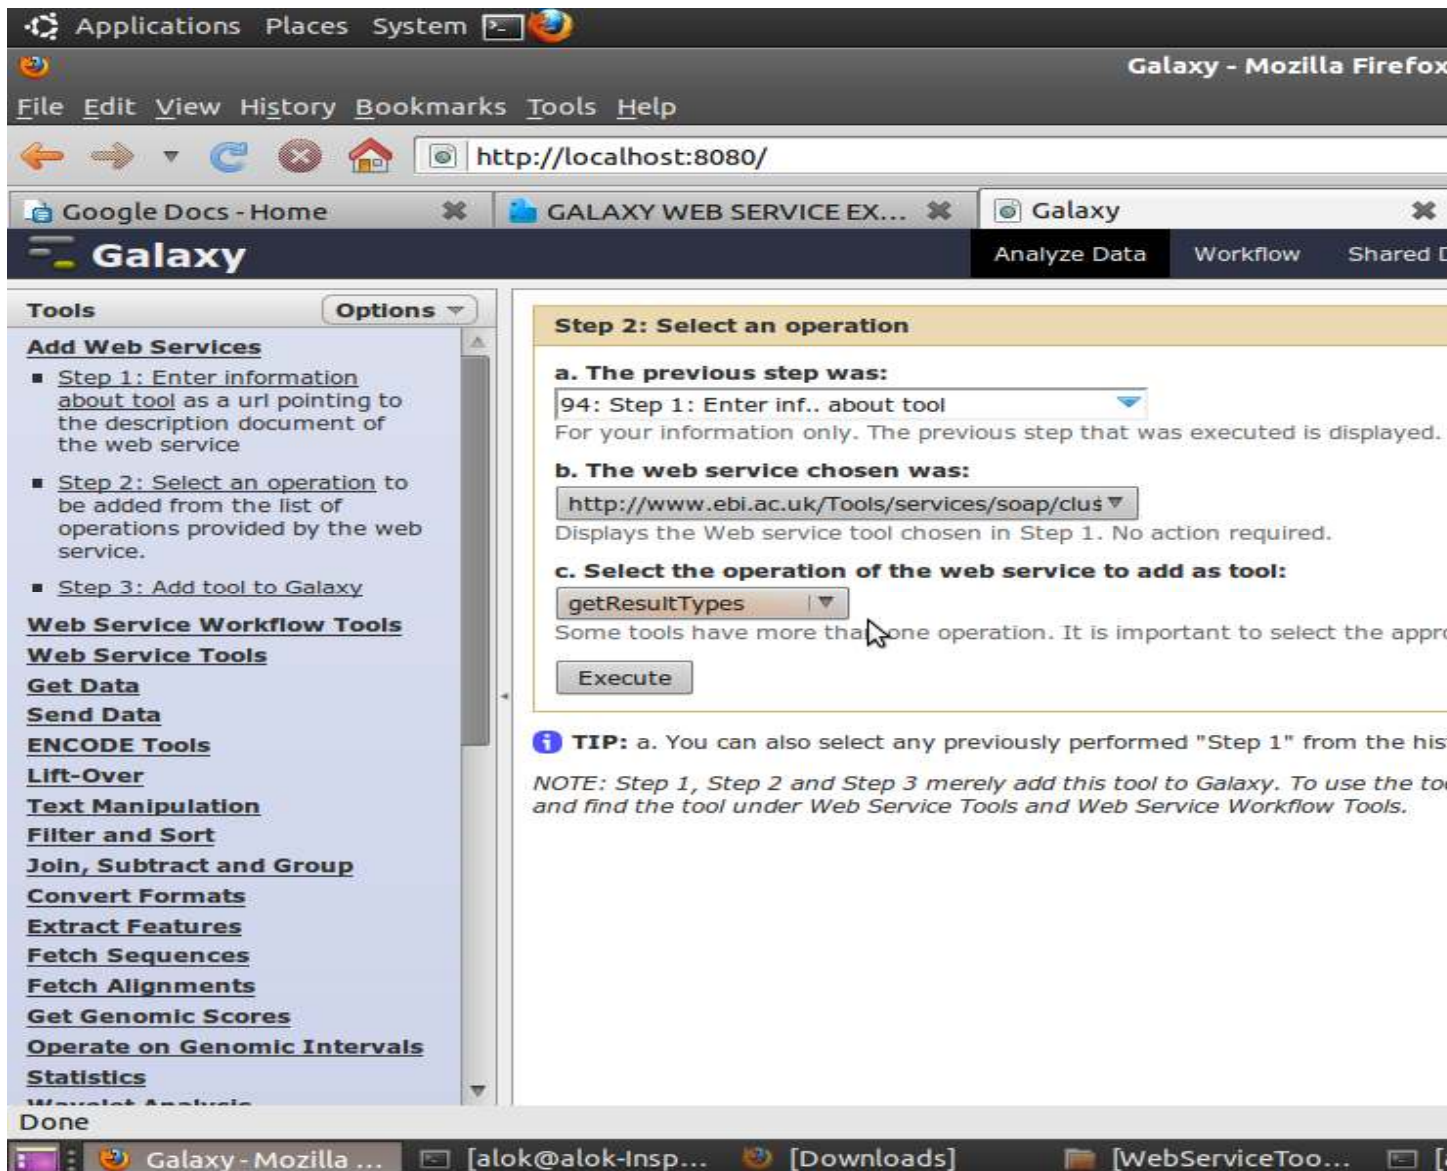 Applications Places System
Galaxy - Mozilla Firefox
File Edit View History Bookmarks Tools Help
http://localhost:8080/
Google Docs - Home
GALAXY WEB SERVICE EX...
Galaxy
Galaxy
Analyze Data Workflow Shared
Tools
Options
Add Web Services
Step 1: Enter information
about tool as a url pointing to
the description document of
the web service
Step 2: Select an operation to
be added from the list of
operations provided by the web
service.
Step 3: Add tool to Galaxy
Web Service Workflow Tools
Web Service Tools
Get Data
Send Data
ENCODE Tools
Lift-Over
Text Manipulation
Filter and Sort
Join, Subtract and Group
Convert Formats
Extract Features
Fetch Sequences
Fetch Alignments
Get Genomic Scores
Operate on Genomic Intervals
Statistics
Step 2: Select an operation
a. The previous step was:
94: Step 1: Enter inf.. about tool
For your information only. The previous step that was executed is displayed.
b. The web service chosen was:
http://www.ebi.ac.uk/Tools/services/soap/clus
Displays the Web service tool chosen in Step 1. No action required.
c. Select the operation of the web service to add as tool:
getResultTypes
Some tools have more than one operation. It is important to select the appro
Execute
TIP: a. You can also select any previously performed "Step 1" from the his
NOTE: Step 1, Step 2 and Step 3 merely add this tool to Galaxy. To use the too
and find the tool under Web Service Tools and Web Service Workflow Tools.
Done
Galaxy - Mozilla ...
[alok@alok-Insp...
[Downloads]
[WebServiceToo...